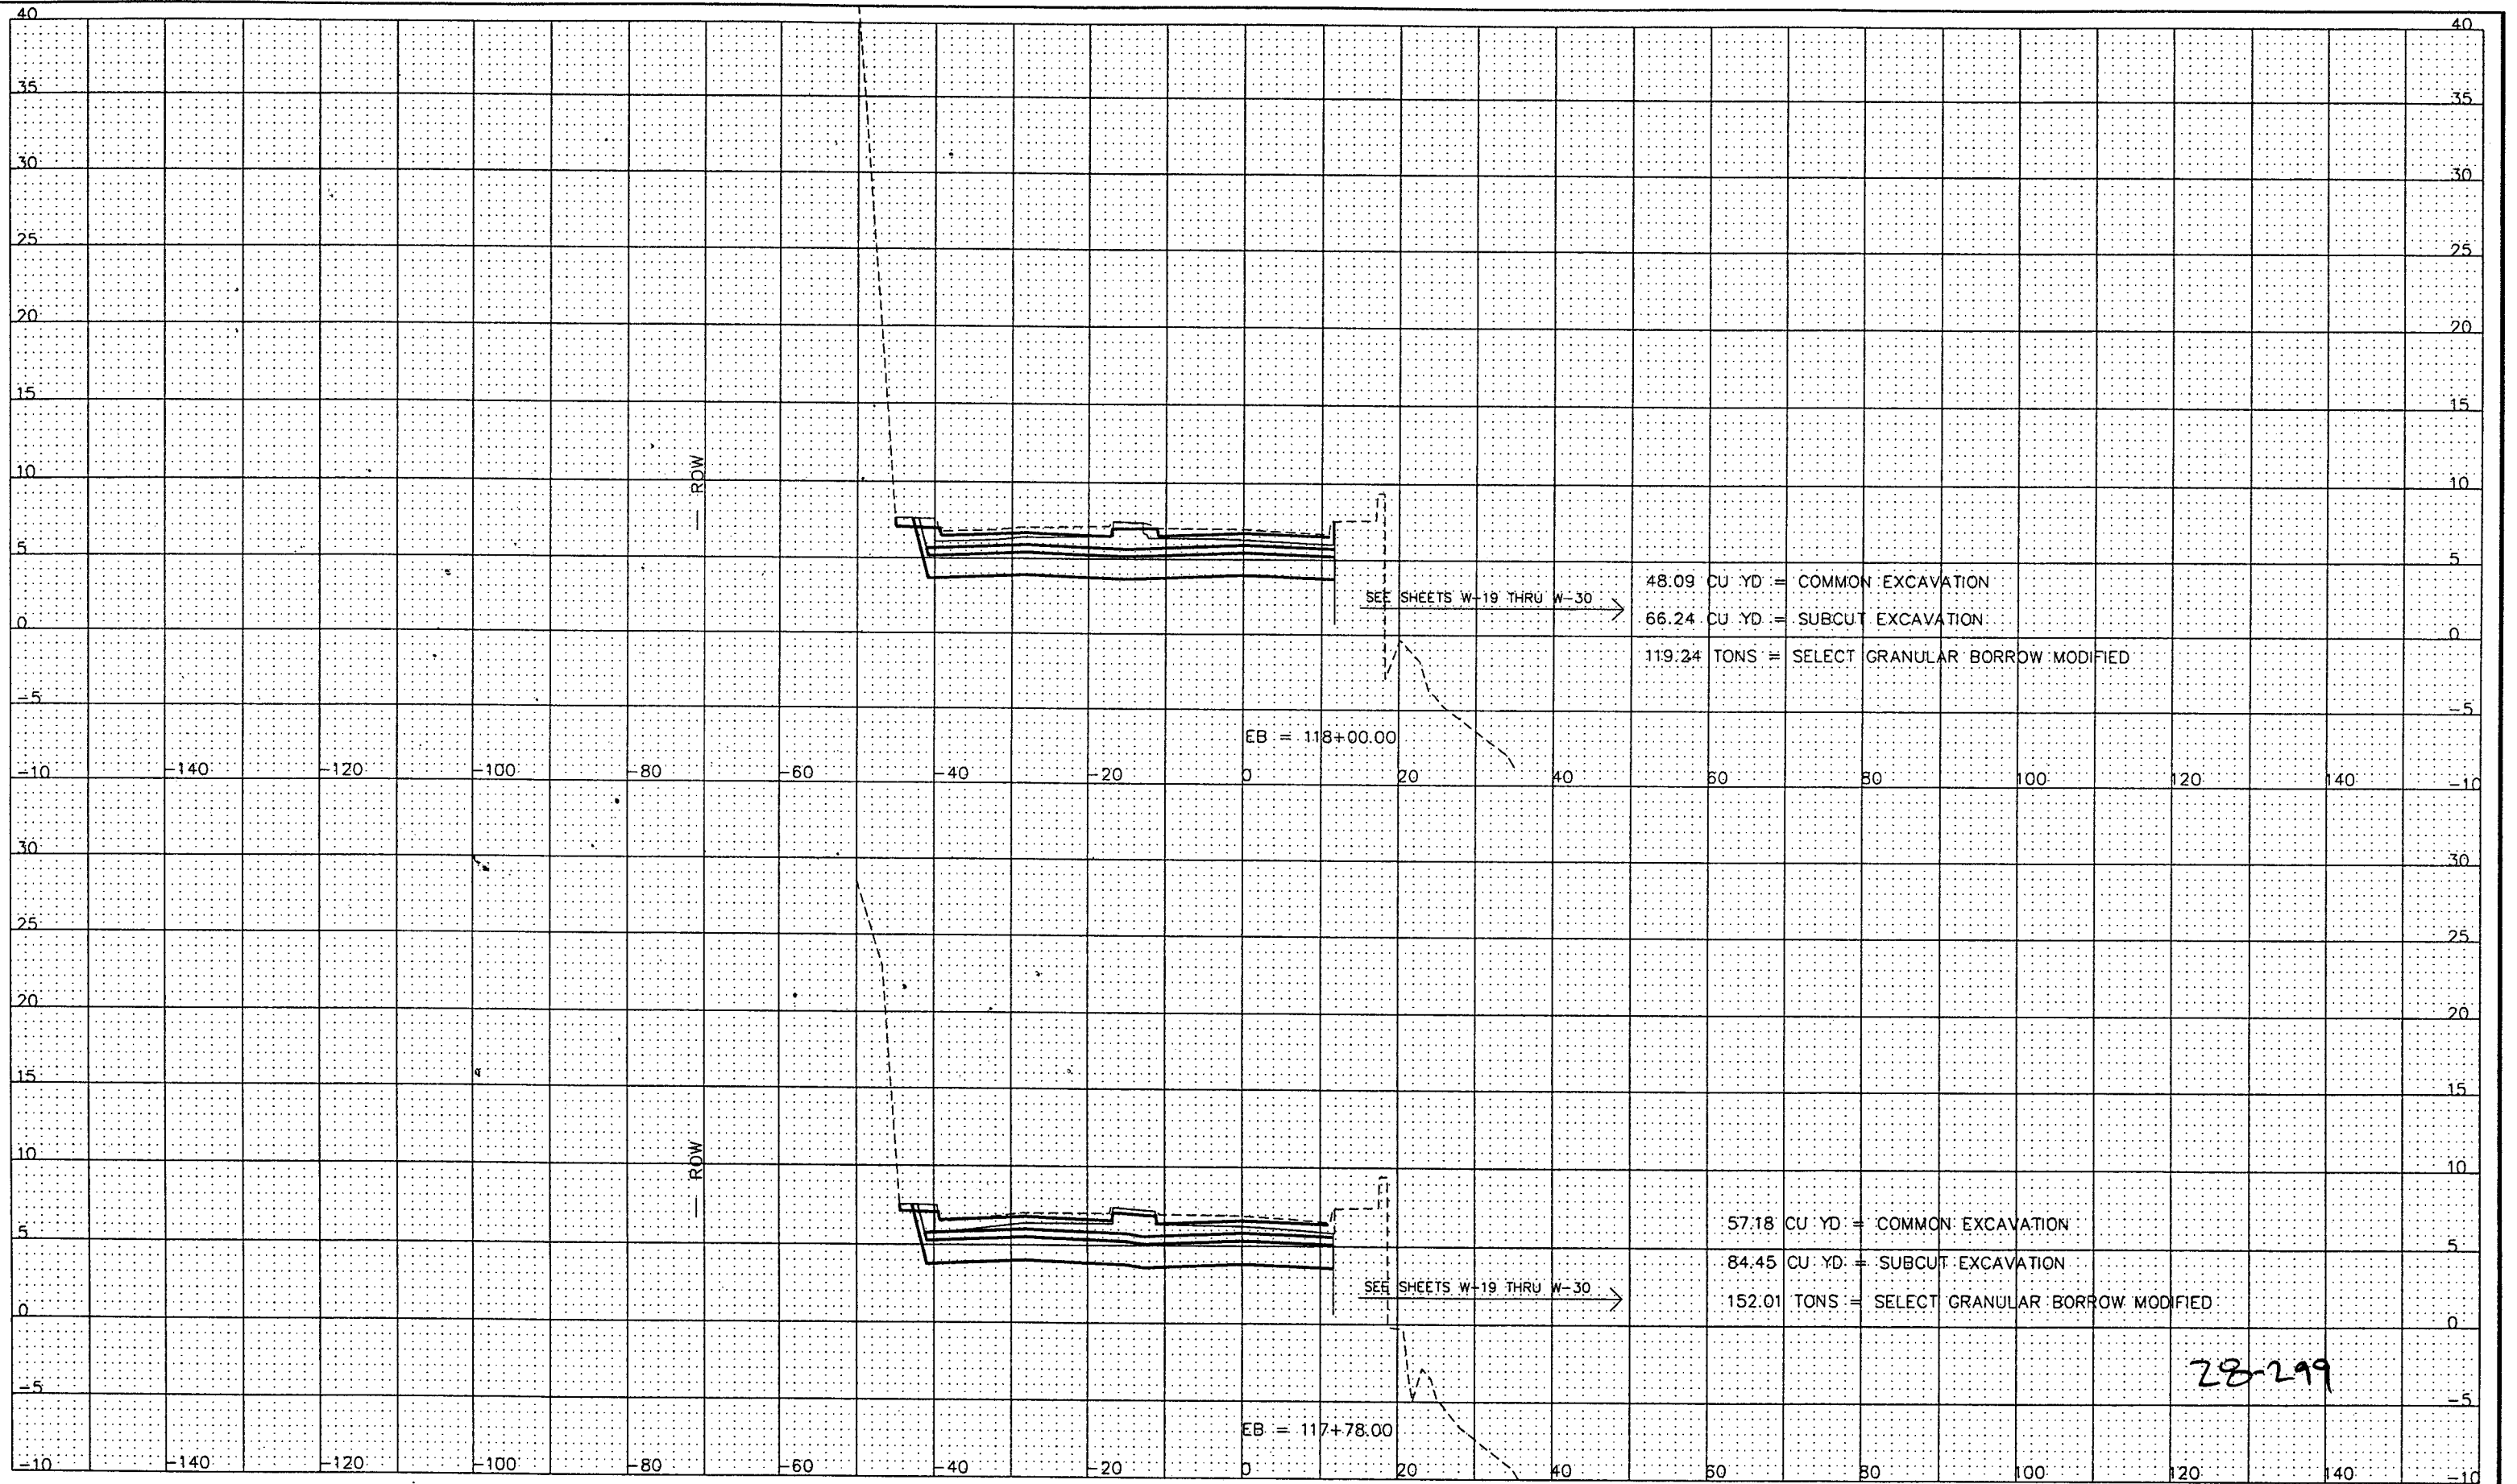 40 40
35 35
30 30
25 25
20 20
15 15
10 10
— ROW
5 5
48.09 CU YD = COMMON EXCAVATION
SEE SHEETS W-19 THRU W-30
66.24 CU YD = SUBCUT EXCAVATION
0 0
119.24 TONS = SELECT GRANULAR BORROW MODIFIED
-5 -5
EB = 118+00.00
-10 -140 -120 -100 -80 -60 -40 -20 0 20 40 60 80 100 120 140 -10
30 30
25 25
20 20
15 15
10 10
— ROW
57.18 CU YD = COMMON EXCAVATION
5 5
84.45 CU YD = SUBCUT EXCAVATION
SEE SHEETS W-19 THRU W-30
152.01 TONS = SELECT GRANULAR BORROW MODIFIED
0 0
28-299
-5 -5
EB = 117+78.00
-10 -140 -120 -100 -80 -60 -40 -20 0 20 40 60 80 100 120 140 -10